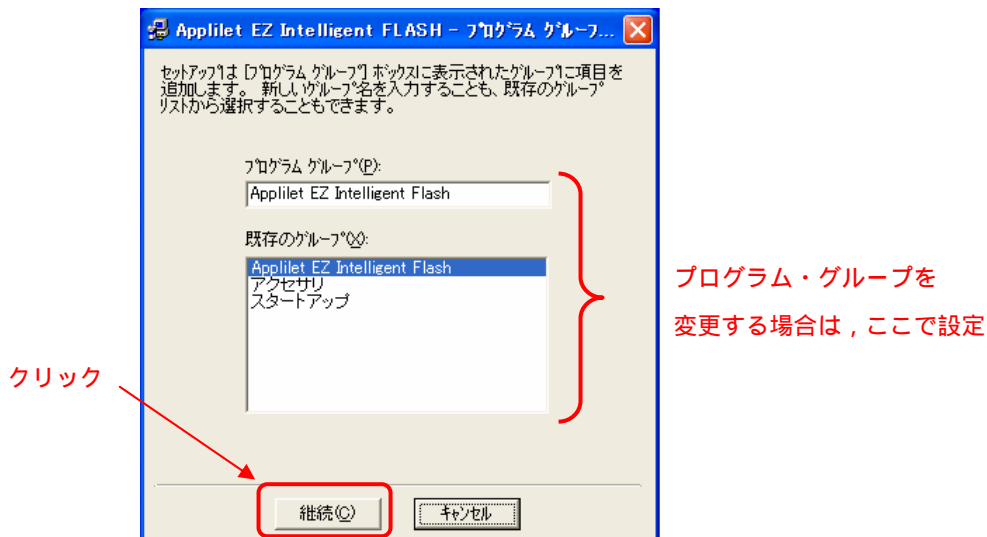 Applilet EZ Intelligent FLASH - ﾌﾟﾛｸﾞﾗﾑ ｸﾞﾙｰﾌ...
ｾｯﾄｱｯﾌﾟは [ﾌﾟﾛｸﾞﾗﾑ ｸﾞﾙｰﾌﾟ] ﾎﾞｯｸｽに表示されたｸﾞﾙｰﾌﾟに項目を
追加します。 新しいｸﾞﾙｰﾌﾟ名を入力することも、既存のｸﾞﾙｰﾌﾟ
ﾘｽﾄから選択することもできます。
ﾌﾟﾛｸﾞﾗﾑ ｸﾞﾙｰﾌﾟ(P):
Applilet EZ Intelligent Flash
既存のｸﾞﾙｰﾌﾟ(X):
Applilet EZ Intelligent Flash
アクセサリ
スタートアップ
プログラム・グループを
変更する場合は，ここで設定
クリック
継続(C)
ｷｬﾝｾﾙ